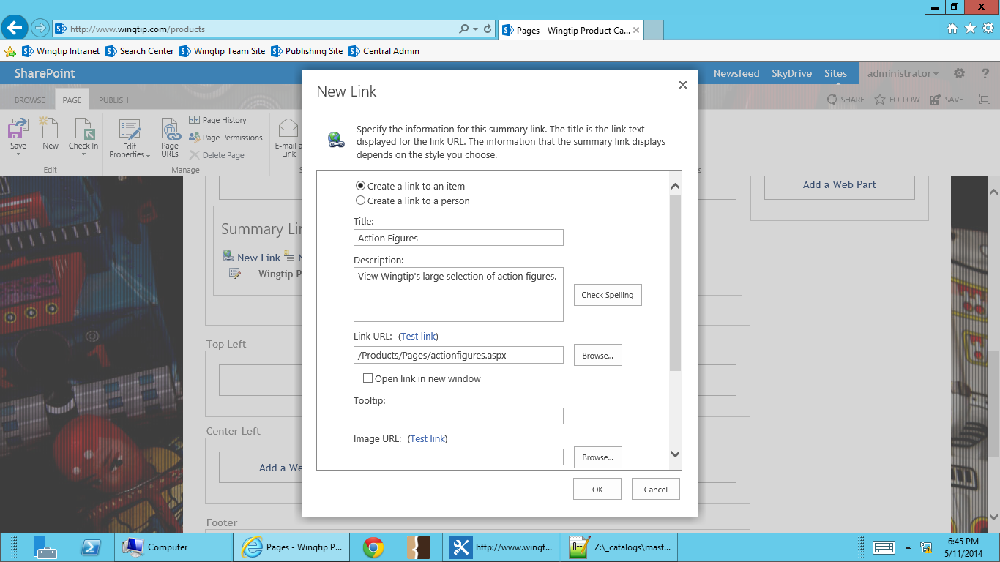 http://www.wingtip.com/products
Pages - Wingtip Product Ca...
Wingtip Intranet
Search Center
Wingtip Team Site
Publishing Site
Central Admin
SharePoint
Newsfeed
SkyDrive
Sites
administrator
?
BROWSE
PAGE
PUBLISH
SHARE
FOLLOW
SAVE
Save
New
Check In
Edit
Edit
Properties
Page
URLs
Page History
Page Permissions
Delete Page
Manage
E-mail a
Link
New Link
Specify the information for this summary link. The title is the link text
displayed for the link URL. The information that the summary link displays
depends on the style you choose.
Create a link to an item
Create a link to a person
Title:
Action Figures
Description:
View Wingtip's large selection of action figures.
Check Spelling
Link URL: (Test link)
/Products/Pages/actionfigures.aspx
Browse...
Open link in new window
Tooltip:
Image URL: (Test link)
Browse...
OK
Cancel
Add a Web Part
Summary Lin
New Link
Wingtip P
Top Left
Center Left
Add a We
Footer
Computer
Pages - Wingtip P...
http://www.wingt...
Z:\_catalogs\mast...
6:45 PM
5/11/2014